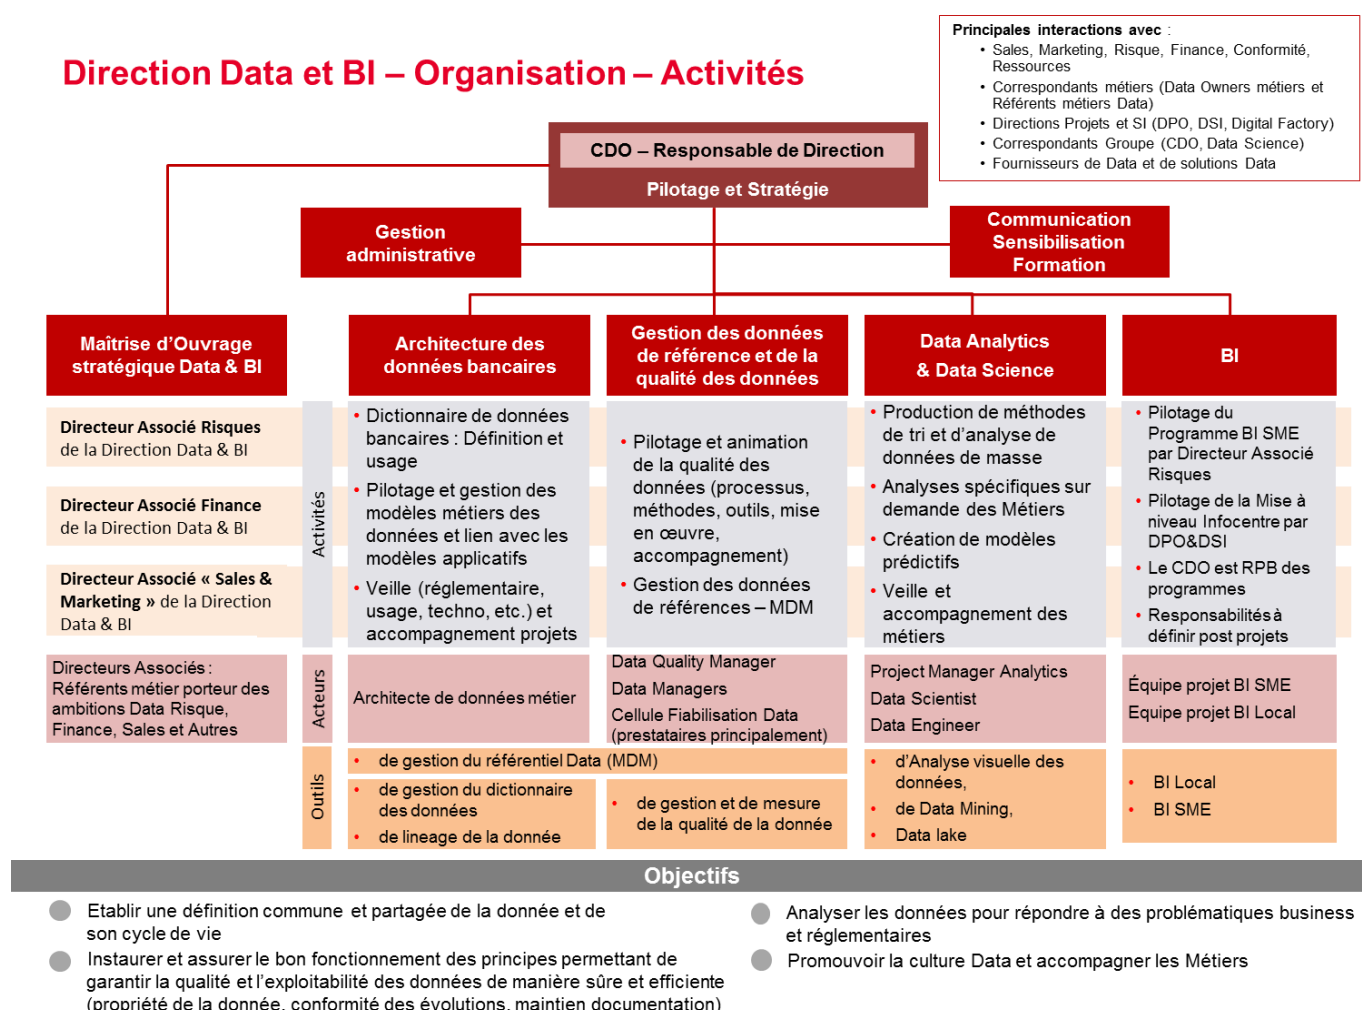 Principales interactions avec :
• Sales, Marketing, Risque, Finance, Conformité,
Ressources
• Correspondants métiers (Data Owners métiers et
Référents métiers Data)
• Directions Projets et SI (DPO, DSI, Digital Factory)
• Correspondants Groupe (CDO, Data Science)
• Fournisseurs de Data et de solutions Data
Direction Data et BI – Organisation – Activités
CDO – Responsable de Direction
Pilotage et Stratégie
Gestion
administrative
Communication
Sensibilisation
Formation
Maîtrise d'Ouvrage
stratégique Data & BI
Architecture des
données bancaires
Gestion des données
de référence et de la
qualité des données
Data Analytics
& Data Science
BI
Directeur Associé Risques
de la Direction Data & BI
Directeur Associé Finance
de la Direction Data & BI
Directeur Associé « Sales &
Marketing » de la Direction
Data & BI
Activités
• Dictionnaire de données
bancaires : Définition et
usage
• Pilotage et gestion des
modèles métiers des
données et lien avec les
modèles applicatifs
• Veille (réglementaire,
usage, techno, etc.) et
accompagnement projets
• Pilotage et animation
de la qualité des
données (processus,
méthodes, outils, mise
en œuvre,
accompagnement)
• Gestion des données
de références – MDM
• Production de méthodes
de tri et d'analyse de
données de masse
• Analyses spécifiques sur
demande des Métiers
• Création de modèles
prédictifs
• Veille et
accompagnement des
métiers
• Pilotage du
Programme BI SME
par Directeur Associé
Risques
• Pilotage de la Mise à
niveau Infocentre par
DPO&DSI
• Le CDO est RPB des
programmes
• Responsabilités à
définir post projets
Directeurs Associés :
Référents métier porteur des
ambitions Data Risque,
Finance, Sales et Autres
Acteurs
Architecte de données métier
Data Quality Manager
Data Managers
Cellule Fiabilisation Data
(prestataires principalement)
Project Manager Analytics
Data Scientist
Data Engineer
Équipe projet BI SME
Equipe projet BI Local
Outils
• de gestion du référentiel Data (MDM)
• de gestion du dictionnaire
des données
• de lineage de la donnée
• de gestion et de mesure
de la qualité de la donnée
• d'Analyse visuelle des
données,
• de Data Mining,
• Data lake
• BI Local
• BI SME
Objectifs
Etablir une définition commune et partagée de la donnée et de
son cycle de vie
Instaurer et assurer le bon fonctionnement des principes permettant de
garantir la qualité et l'exploitabilité des données de manière sûre et efficiente
(propriété de la donnée, conformité des évolutions, maintien documentation)
Analyser les données pour répondre à des problématiques business
et réglementaires
Promouvoir la culture Data et accompagner les Métiers